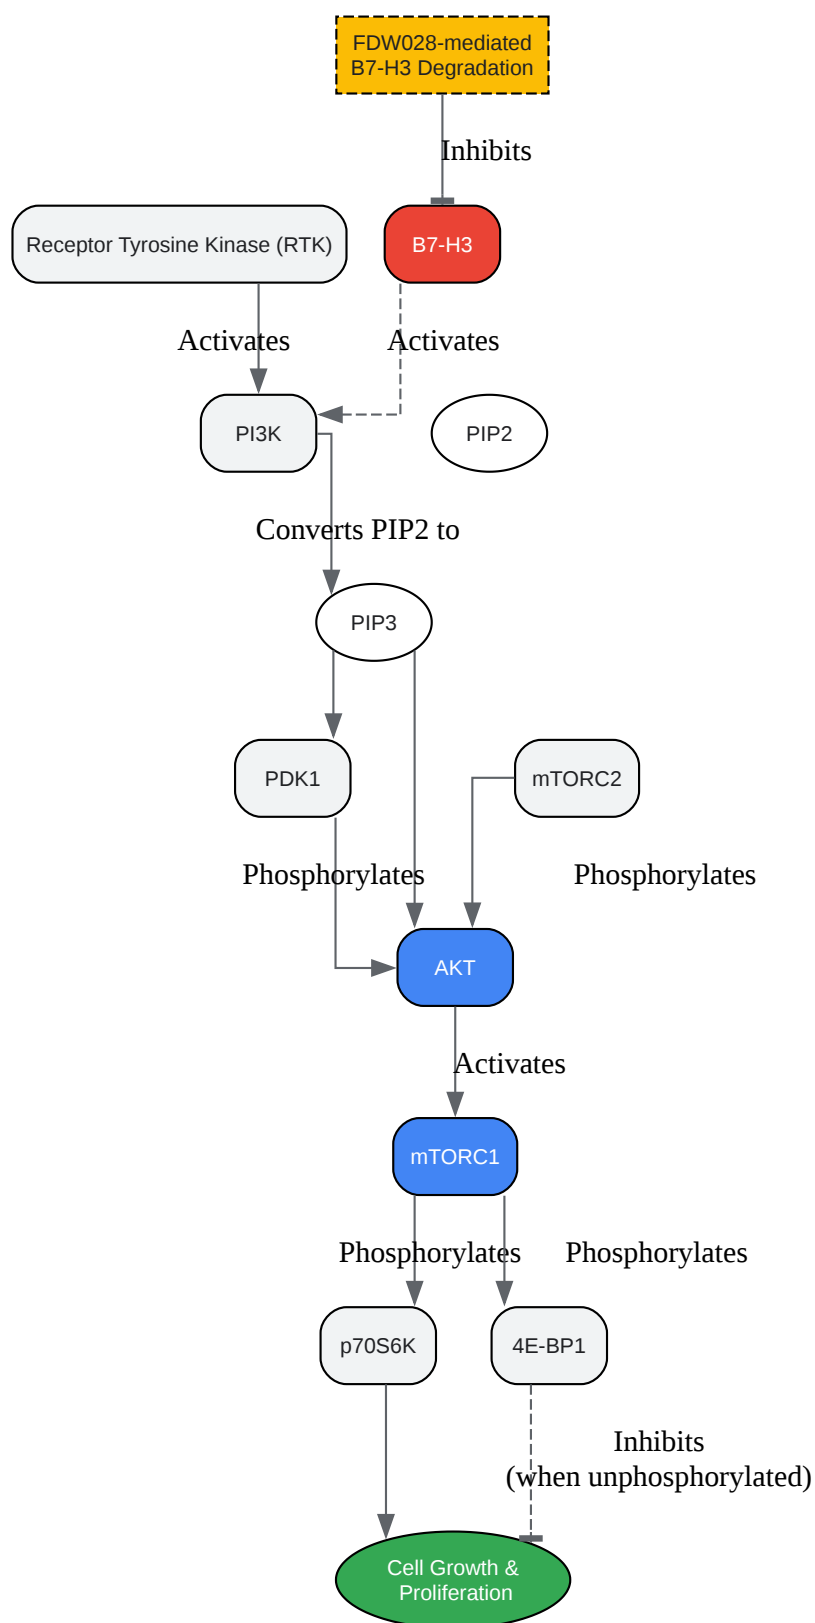 FDW028-mediated
B7-H3 Degradation
Inhibits
Receptor Tyrosine Kinase (RTK)
B7-H3
Activates
Activates
PI3K
PIP2
Converts PIP2 to
PIP3
PDK1
mTORC2
Phosphorylates
Phosphorylates
AKT
Activates
mTORC1
Phosphorylates
Phosphorylates
p70S6K
4E-BP1
Inhibits
(when unphosphorylated)
Cell Growth &
Proliferation